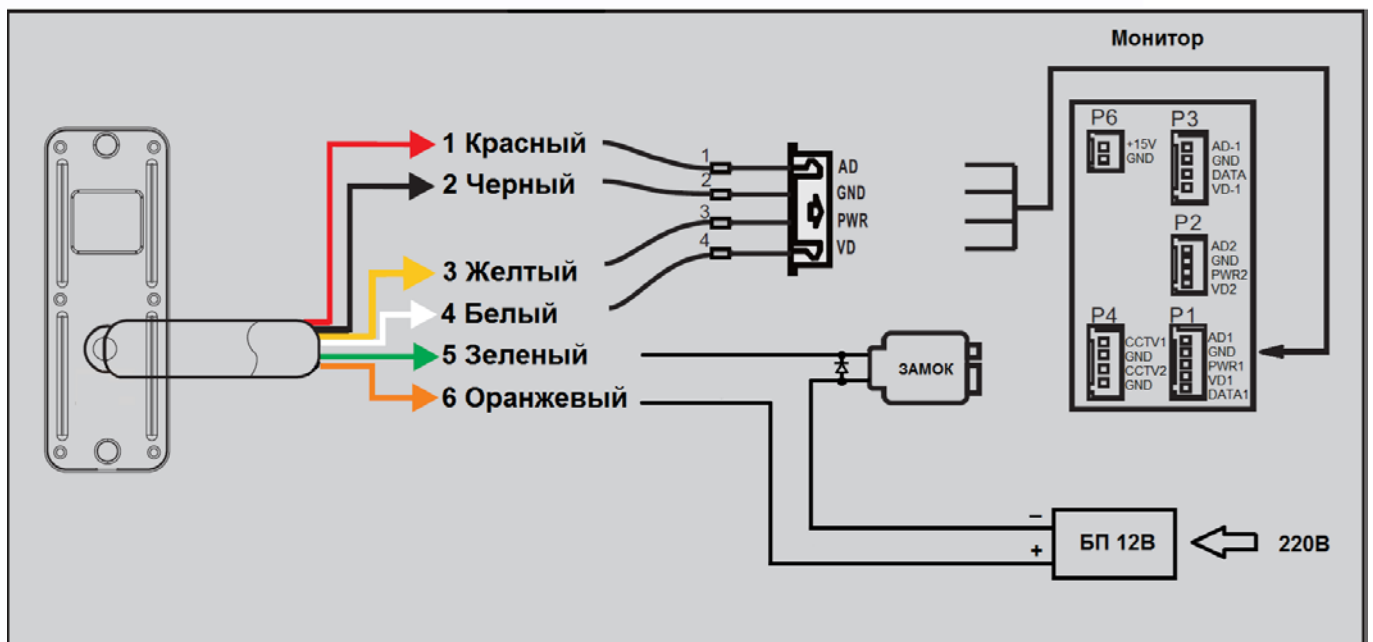 Монитор
1 Красный
2 Черный
3 Желтый
4 Белый
5 Зеленый
6 Оранжевый
1
2
3
4
AD
GND
PWR
VD
P6
+15V
GND
P3
AD-1
GND
DATA
VD-1
P2
AD2
GND
PWR2
VD2
P4
CCTV1
GND
CCTV2
GND
P1
AD1
GND
PWR1
VD1
DATA1
ЗАМОК
–
+
БП 12В
220В